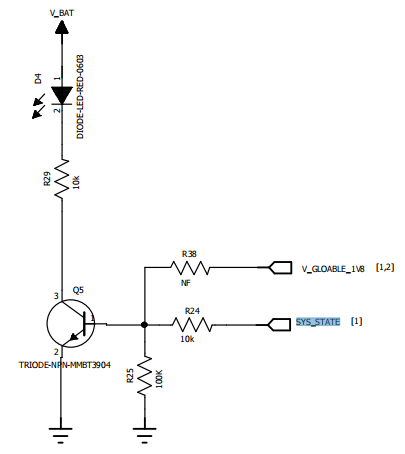 V_BAT
D4
1
2
DIODE-LED-RED-0603
R29
10k
R38
NF
V_GLOABLE_1V8 [1,2]
Q5
3
1
2
R24
10k
SYS_STATE [1]
TRIODE-NPN-MMBT3904
R25
100K